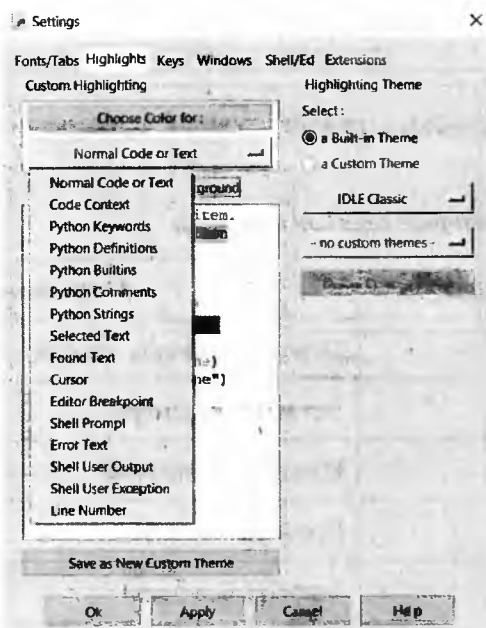 Settings
Fonts/Tabs Highlights Keys Windows Shell/Ed Extensions
Custom Highlighting
Choose Color for :
Normal Code or Text
Normal Code or Text
Code Context
Python Keywords
Python Definitions
Python Builtins
Python Comments
Python Strings
Selected Text
Found Text
Cursor
Editor Breakpoint
Shell Prompt
Error Text
Shell User Output
Shell User Exception
Line Number
ground
item.
ne)
ne")
Save as New Custom Theme
Highlighting Theme
Select :
a Built-in Theme
a Custom Theme
IDLE Classic
- no custom themes -
Ok Apply Cancel Help